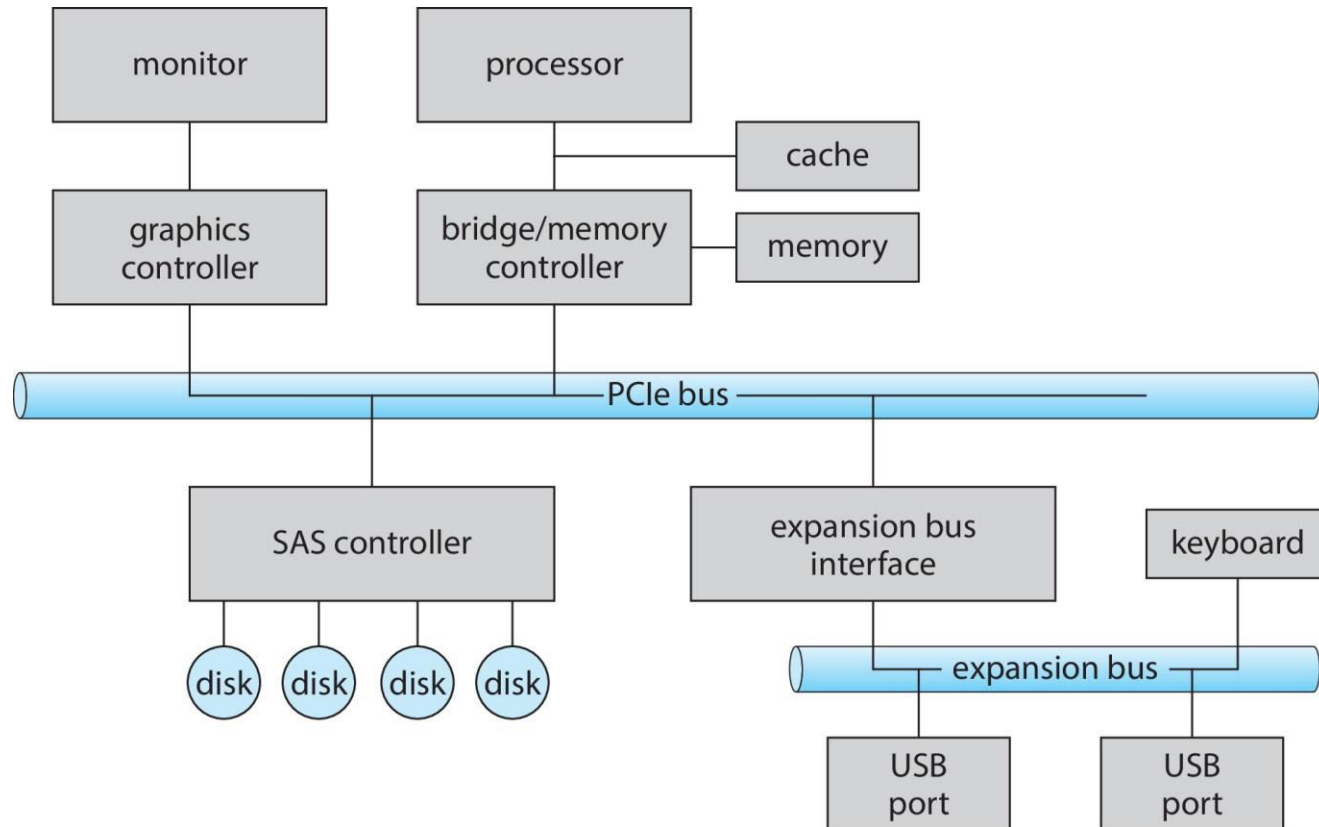 monitor
processor
cache
graphics
controller
bridge/memory
controller
memory
PCIe bus
SAS controller
expansion bus
interface
keyboard
disk
disk
disk
disk
expansion bus
USB
port
USB
port